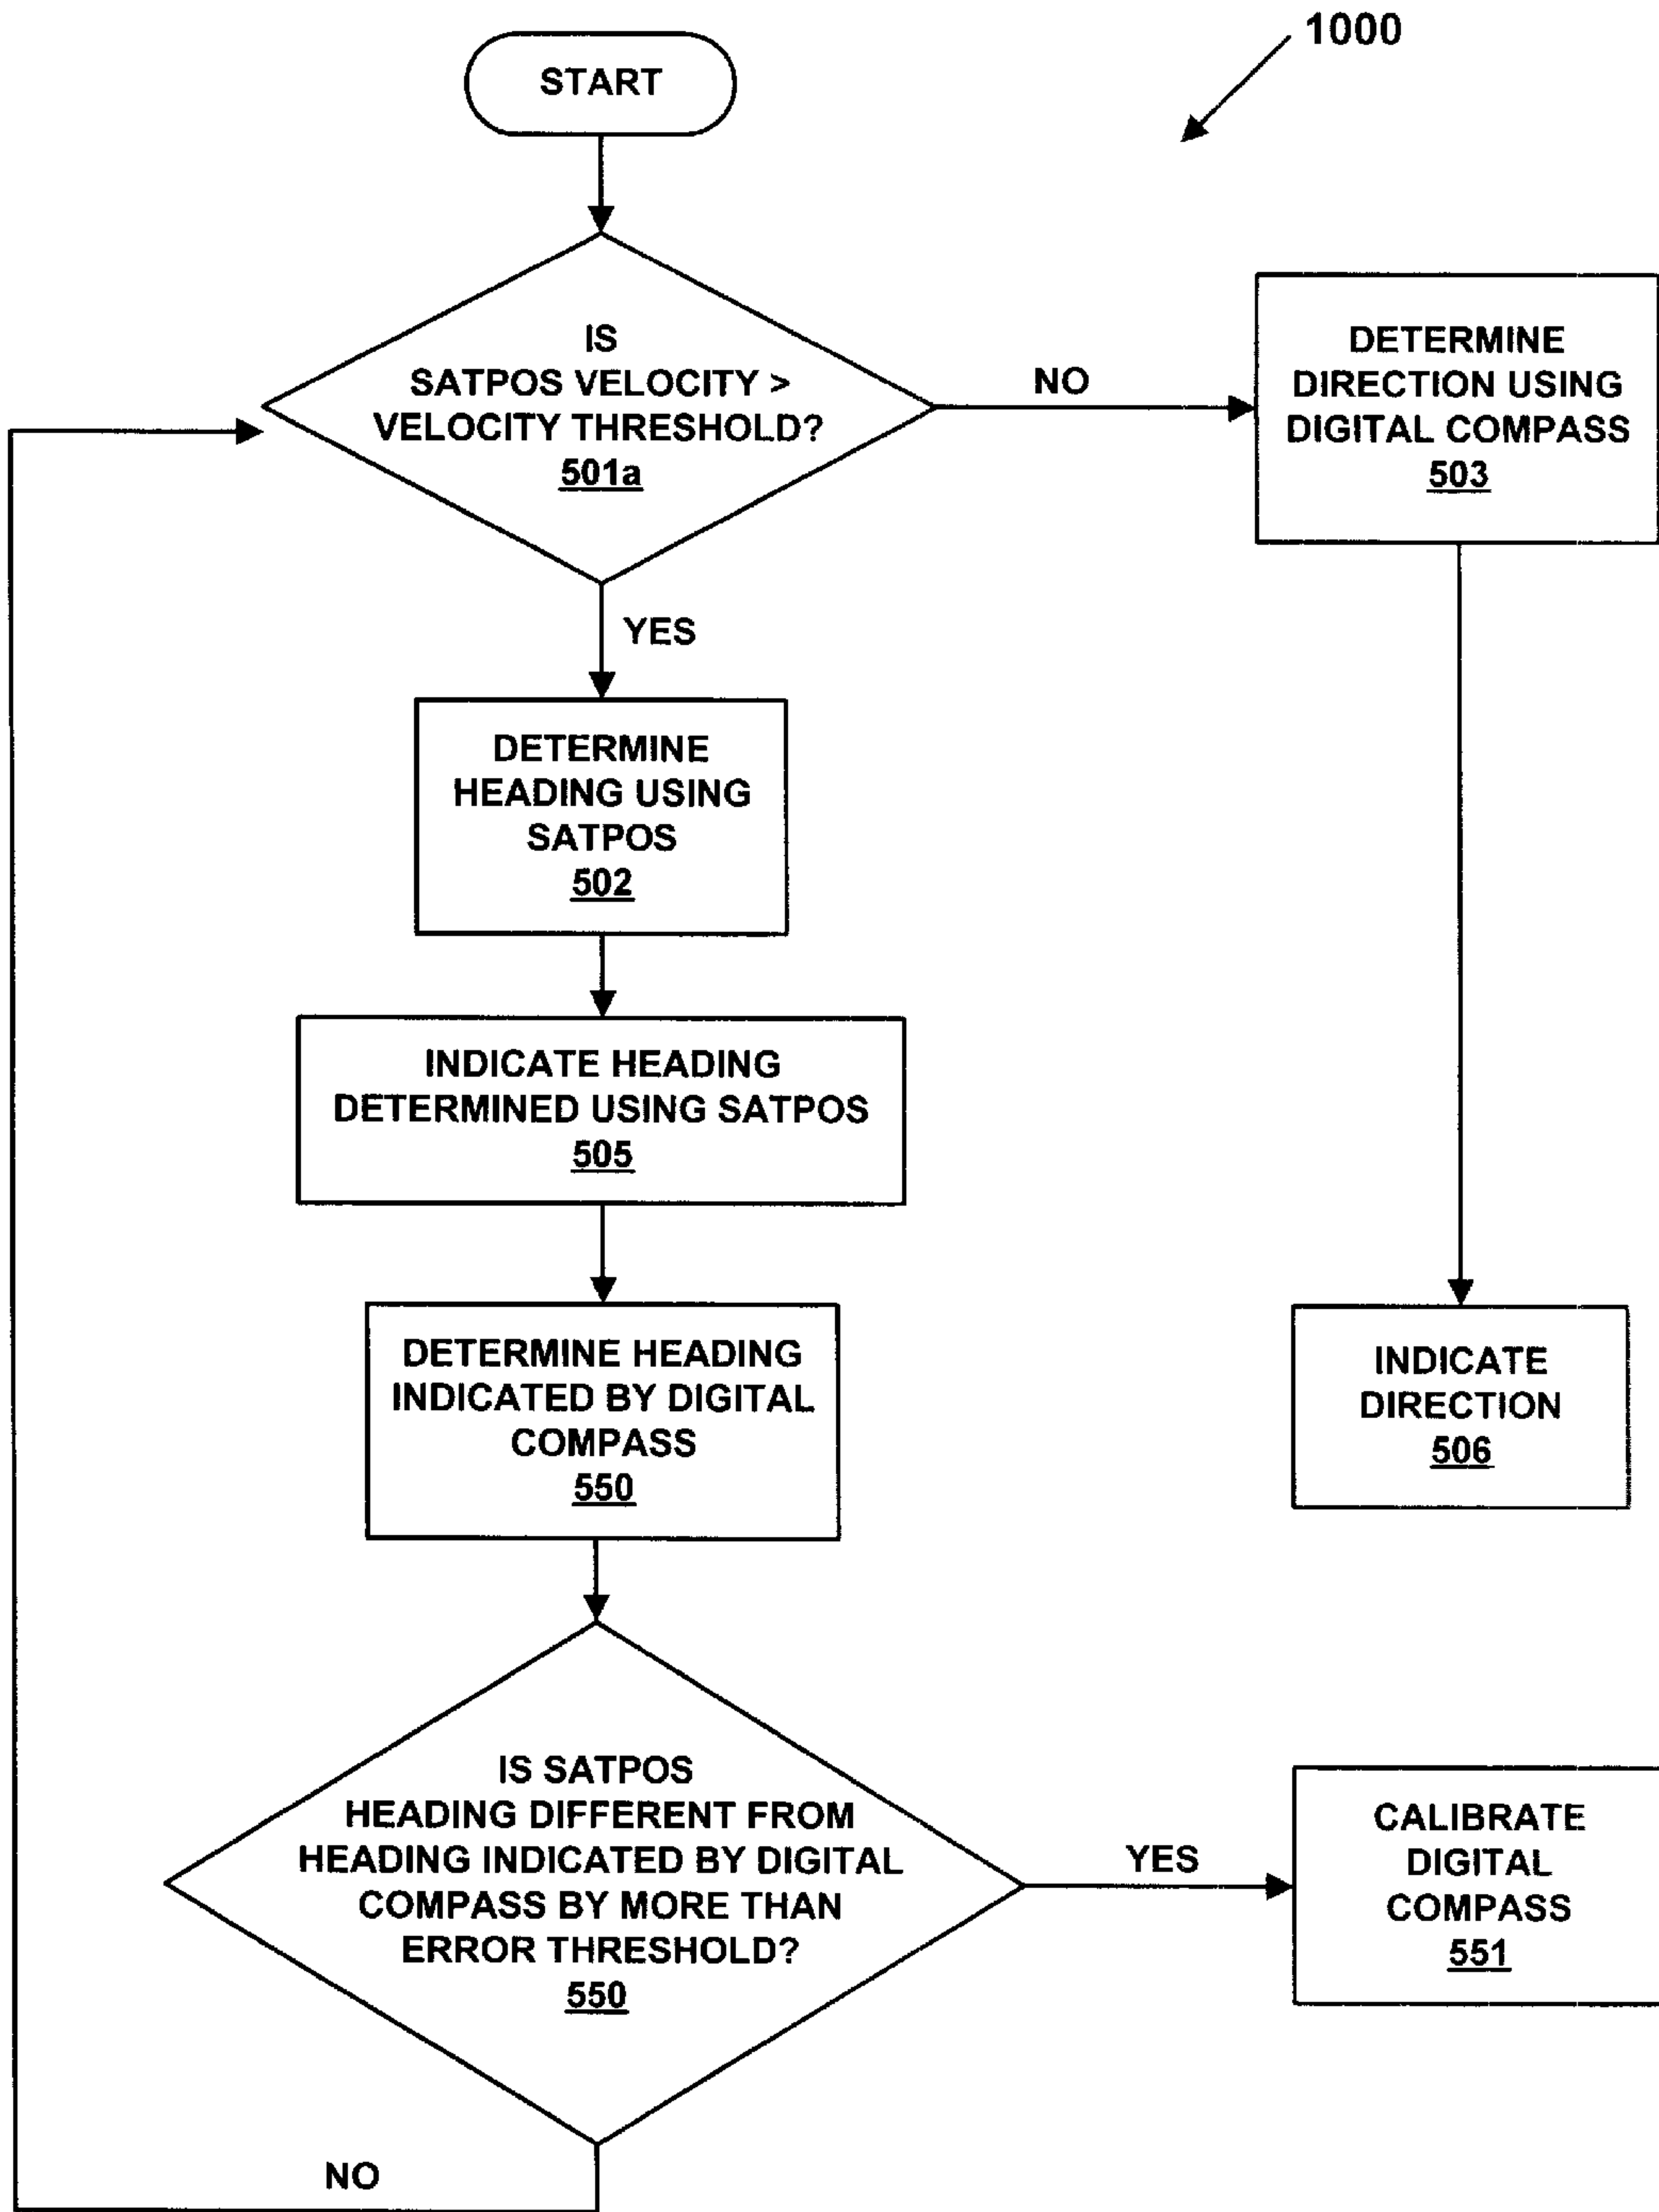 1000
START
IS
SATPOS VELOCITY >
VELOCITY THRESHOLD?
501a
NO
DETERMINE
DIRECTION USING
DIGITAL COMPASS
503
YES
DETERMINE
HEADING USING
SATPOS
502
INDICATE HEADING
DETERMINED USING SATPOS
505
DETERMINE HEADING
INDICATED BY DIGITAL
COMPASS
550
INDICATE
DIRECTION
506
IS SATPOS
HEADING DIFFERENT FROM
HEADING INDICATED BY DIGITAL
COMPASS BY MORE THAN
ERROR THRESHOLD?
550
YES
CALIBRATE
DIGITAL
COMPASS
551
NO